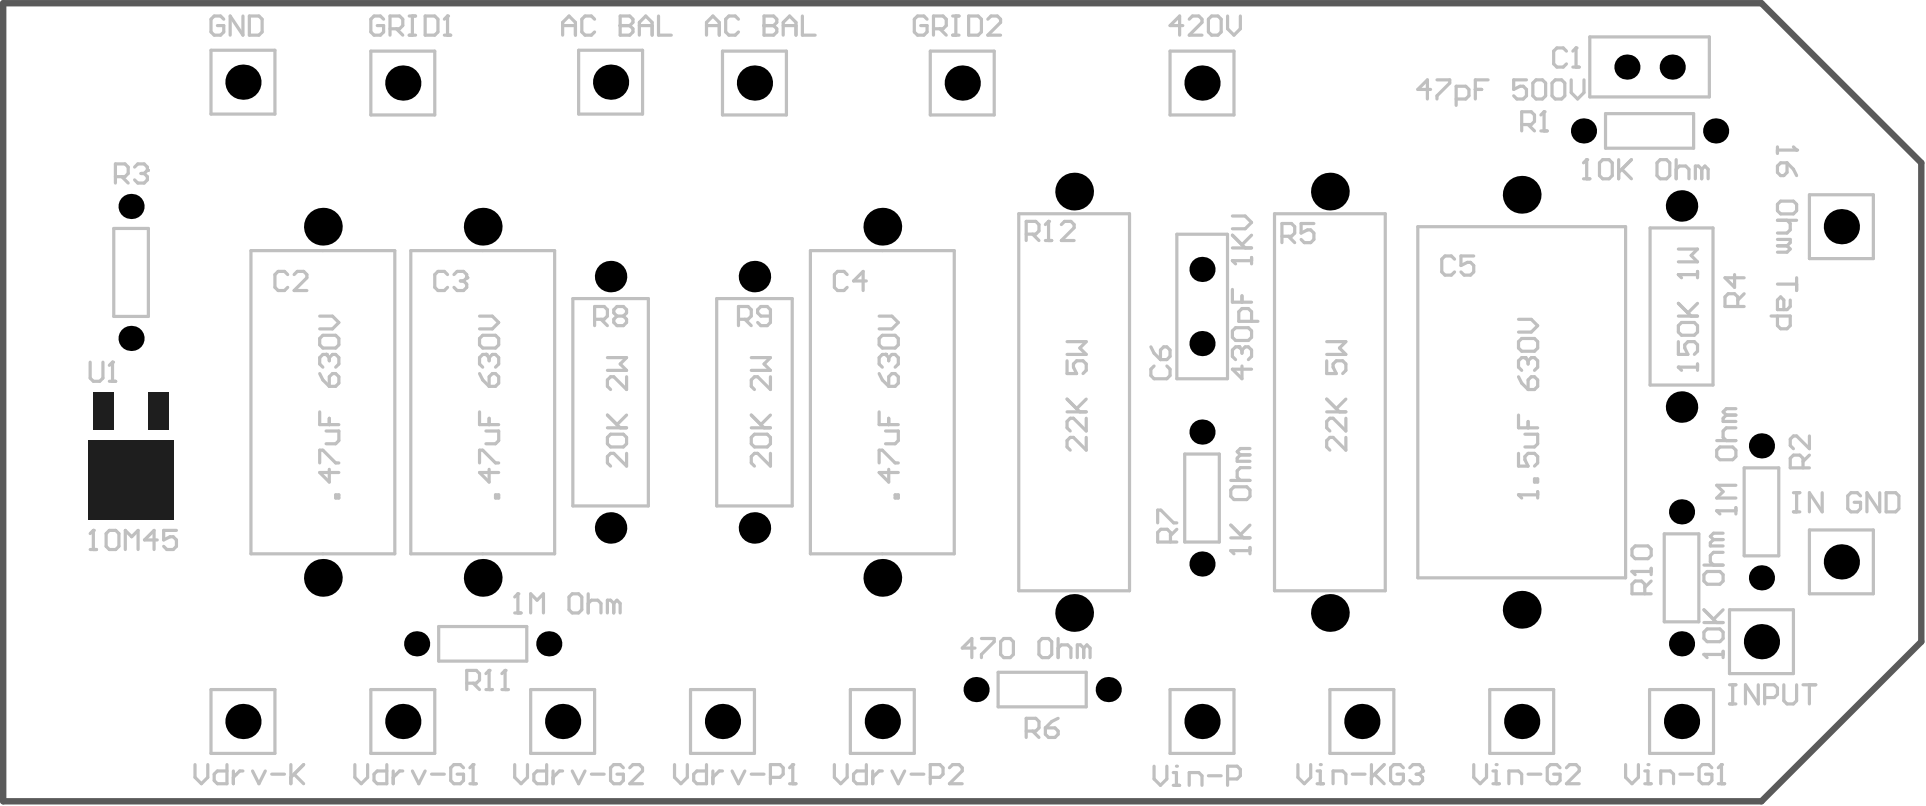 GND
GRID1
AC BAL
AC BAL
GRID2
420V
C1
47pF 500V
R1
10K Ohm
16 Ohm Tap
R3
U1
10M45
C2
.47uF 630V
C3
.47uF 630V
R8
20K 2W
R9
20K 2W
C4
.47uF 630V
R12
22K 5W
C6
430pF 1KV
R7
1K Ohm
R5
22K 5W
C5
1.5uF 630V
150K 1W
R4
1M Ohm
R2
IN GND
R10
10K Ohm
INPUT
1M Ohm
R11
470 Ohm
R6
Vdrv-K
Vdrv-G1
Vdrv-G2
Vdrv-P1
Vdrv-P2
Vin-P
Vin-KG3
Vin-G2
Vin-G1